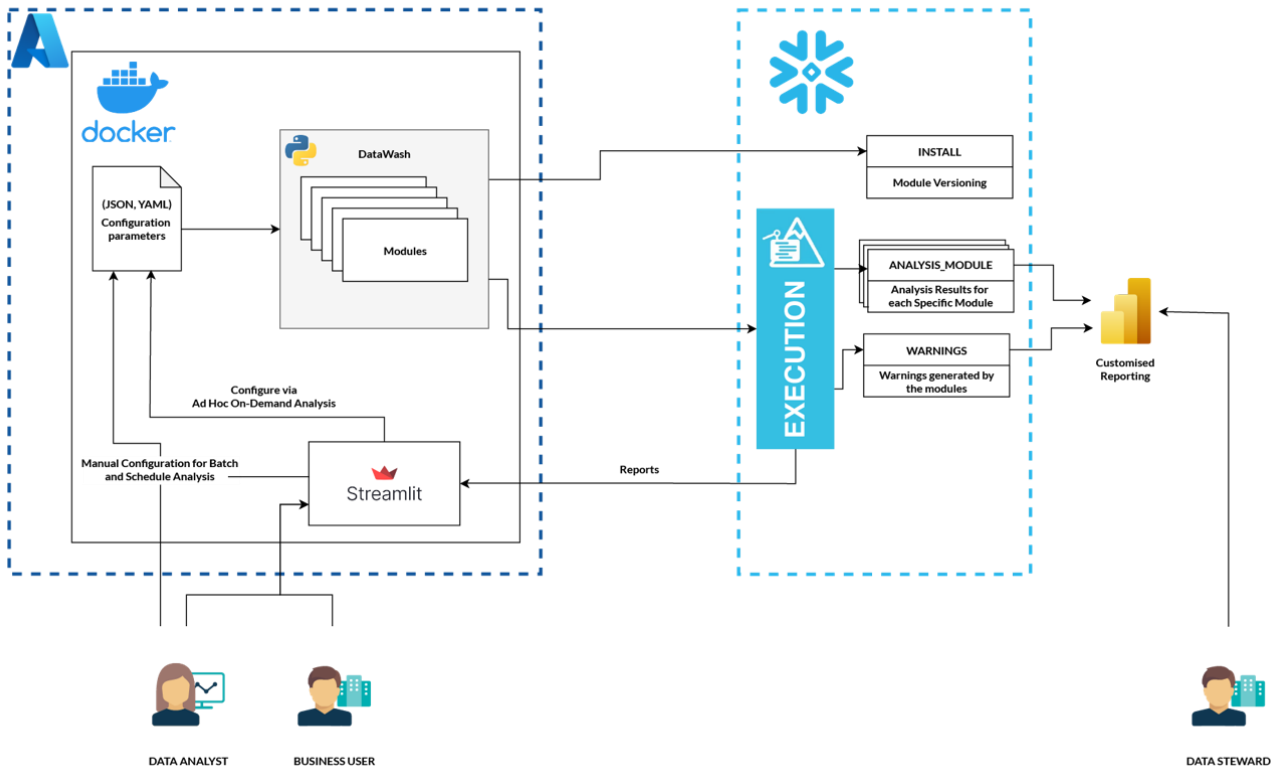 docker
(JSON, YAML)
Configuration
parameters
DataWash
Modules
Configure via
Ad Hoc On-Demand Analysis
Manual Configuration for Batch
and Schedule Analysis
Streamlit
Reports
EXECUTION
INSTALL
Module Versioning
ANALYSIS_MODULE
Analysis Results for
each Specific Module
WARNINGS
Warnings generated by
the modules
Customised
Reporting
DATA ANALYST
BUSINESS USER
DATA STEWARD